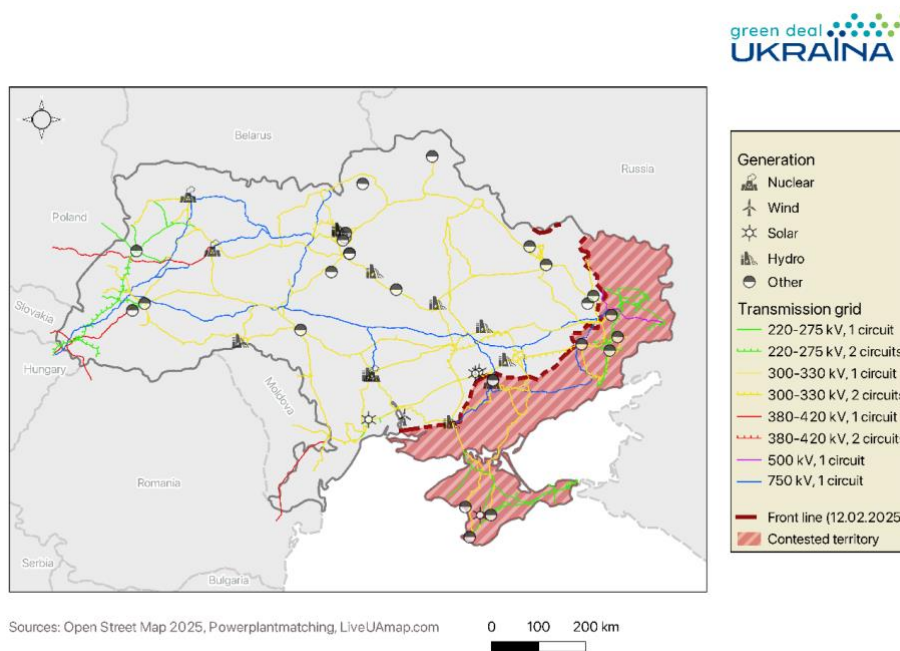 green deal
UKRAÏNA
Belarus
Russia
Poland
Slovakia
Hungary
Moldova
Romania
Serbia
Bulgaria
Generation
Nuclear
Wind
Solar
Hydro
Other
Transmission grid
220-275 kV, 1 circuit
220-275 kV, 2 circuits
300-330 kV, 1 circuit
300-330 kV, 2 circuits
380-420 kV, 1 circuit
380-420 kV, 2 circuits
500 kV, 1 circuit
750 kV, 1 circuit
Front line (12.02.2025)
Contested territory
Sources: Open Street Map 2025, Powerplantmatching, LiveUAmap.com
0 100 200 km